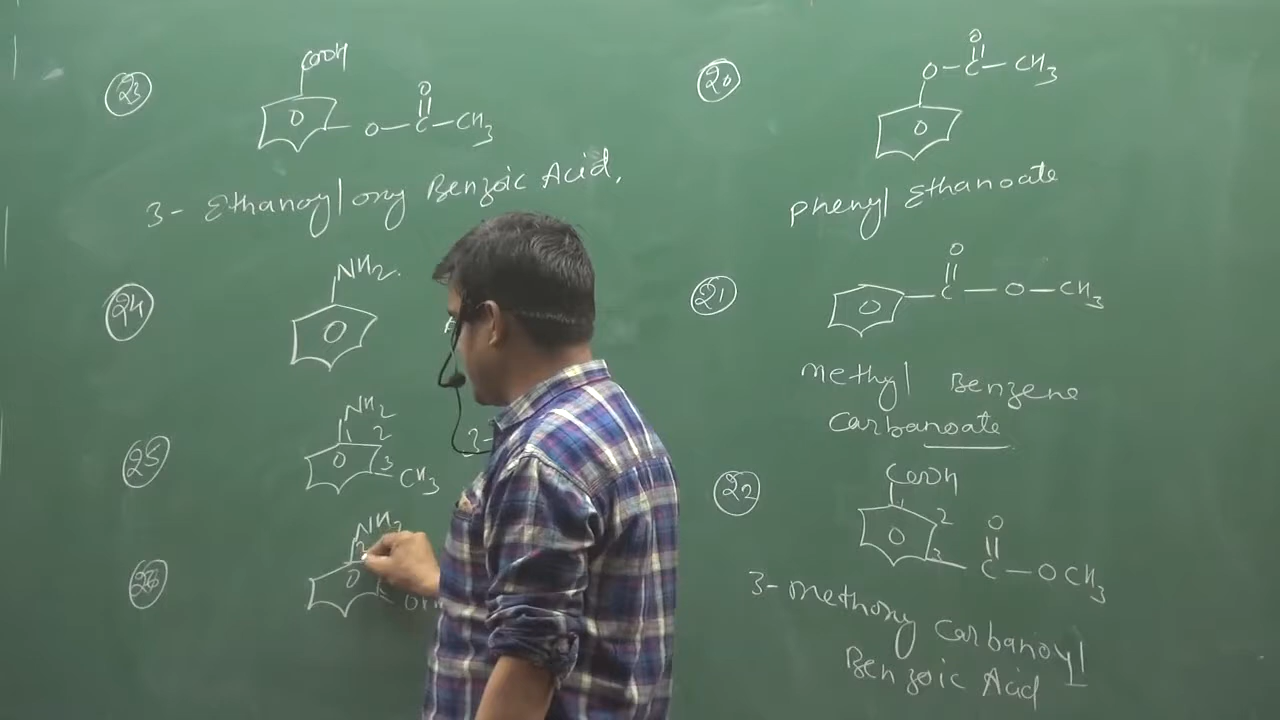 23
COOH
O
O
O - C - CH3
3- Ethanoyl oxy Benzoic Acid,
24
NH2.
O
25
NH2
1 2
O
3 CH3
3-
26
NH2
O
20
O
O - C - CH3
O
phenyl Ethanoate
21
O
O
C - O - CH3
methyl Benzene
Carbanoate
22
COOH
1 2
O
3
O
C - OCH3
3- methoxy Carbanoyl
Benzoic Acid